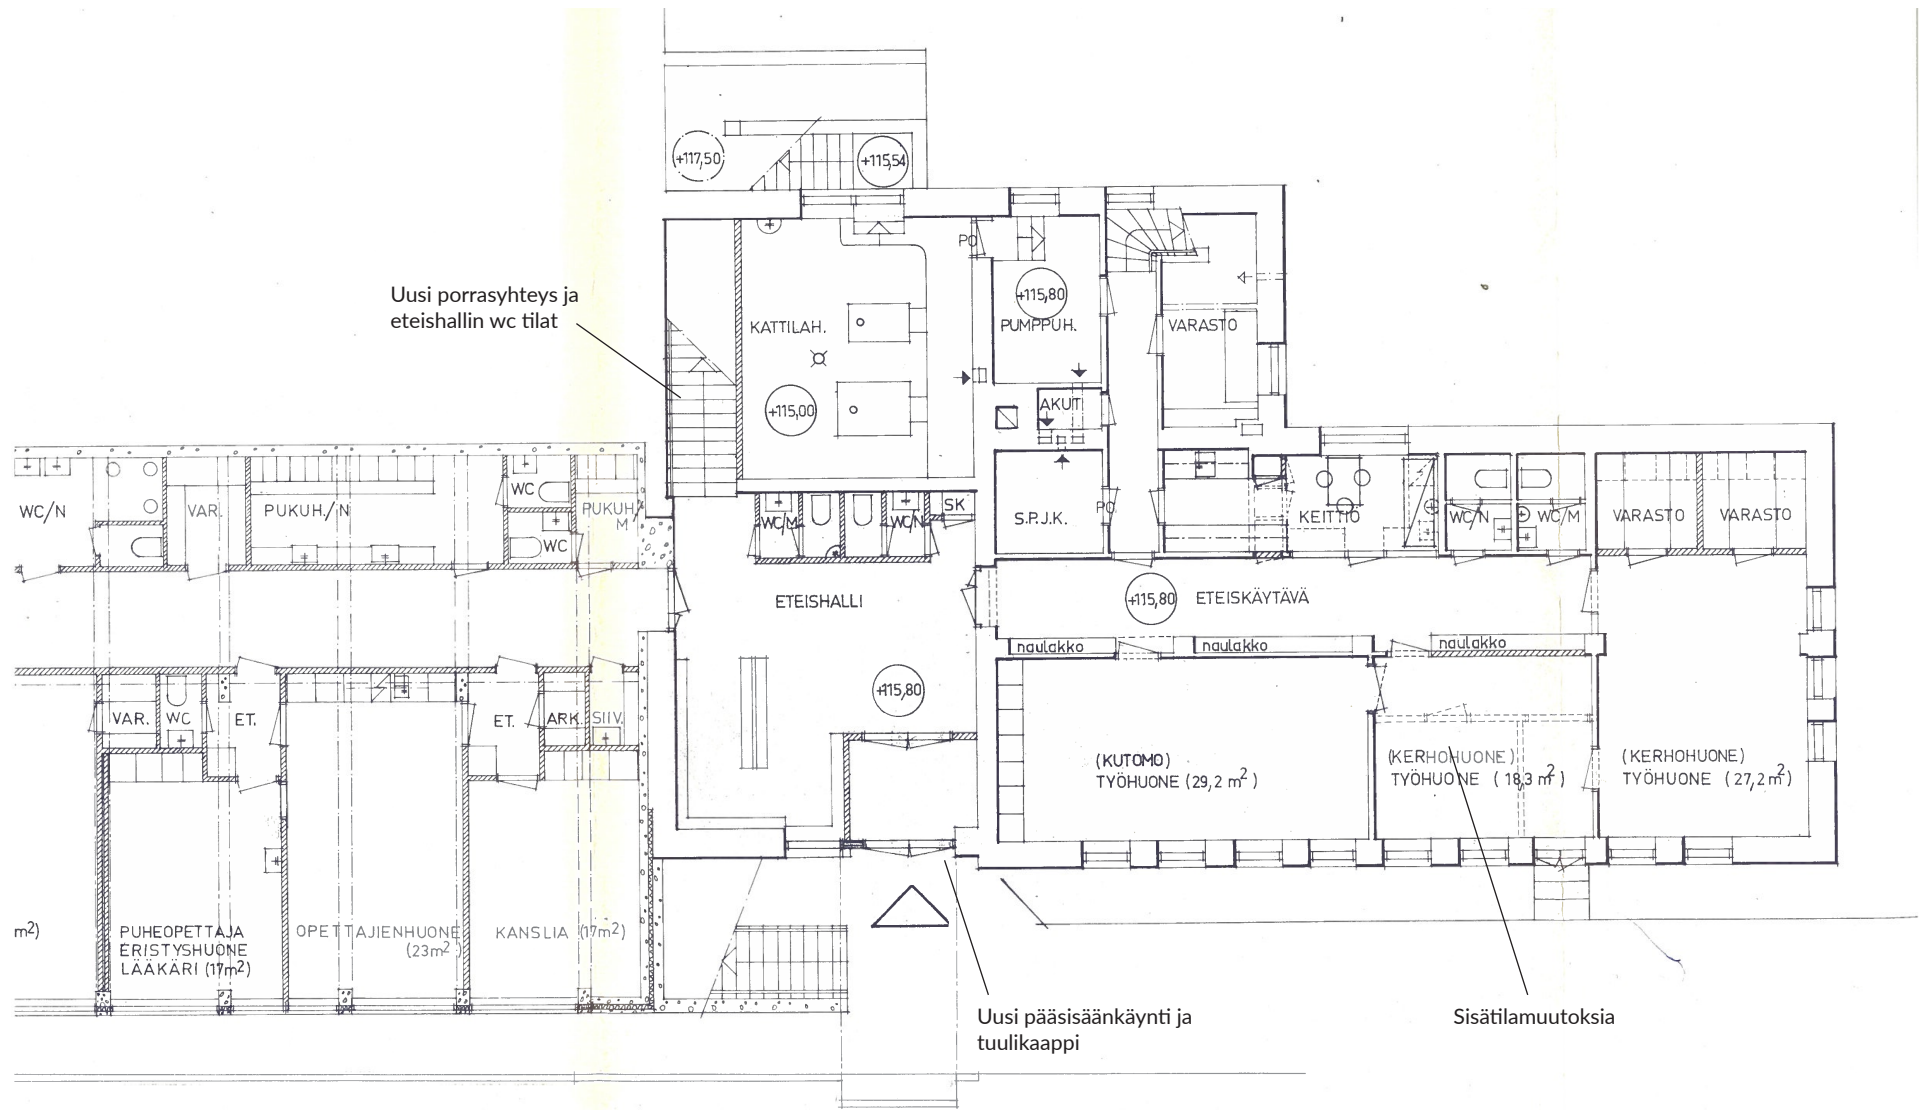 +117,50
+115,54
PO
Uusi porrasyhteys ja
eteishallin wc tilat
+115,80
KATTILAH.
PUMPPUH.
VARASTO
+115,00
AKUT
WC/N
VAR.
PUKUH./N
WC
WC
PUKUH./
M
WC/M
WC/N
SK
S.P.J.K.
PO
KEITTIÖ
WC/N
WC/M
VARASTO
VARASTO
ETEISHALLI
+115,80
ETEISKÄYTÄVÄ
naulakko
naulakko
naulakko
+115,80
VAR.
WC
ET.
ET.
ARK.
SIIV.
(KUTOMO)
TYÖHUONE (29,2 m²)
(KERHOHUONE)
TYÖHUONE (18,3 m²)
(KERHOHUONE)
TYÖHUONE (27,2 m²)
m²)
PUHEOPETTAJA
ERISTYSHUONE
LÄÄKÄRI (17m²)
OPETTAJIENHUONE
(23m²)
KANSLIA (17m²)
Uusi pääsisäänkäynti ja
tuulikaappi
Sisätilamuutoksia